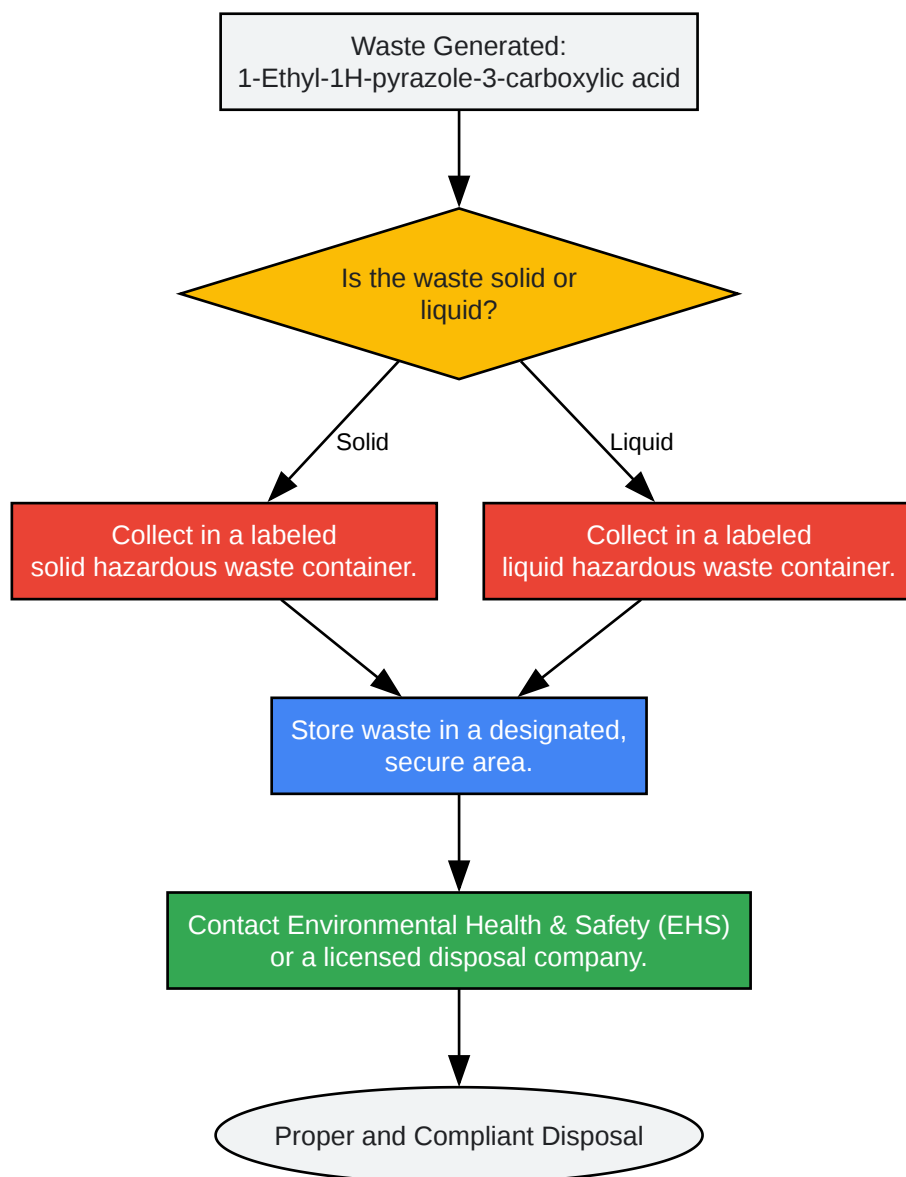 Waste Generated:
1-Ethyl-1H-pyrazole-3-carboxylic acid
Is the waste solid or
liquid?
Solid
Liquid
Collect in a labeled
solid hazardous waste container.
Collect in a labeled
liquid hazardous waste container.
Store waste in a designated,
secure area.
Contact Environmental Health & Safety (EHS)
or a licensed disposal company.
Proper and Compliant Disposal